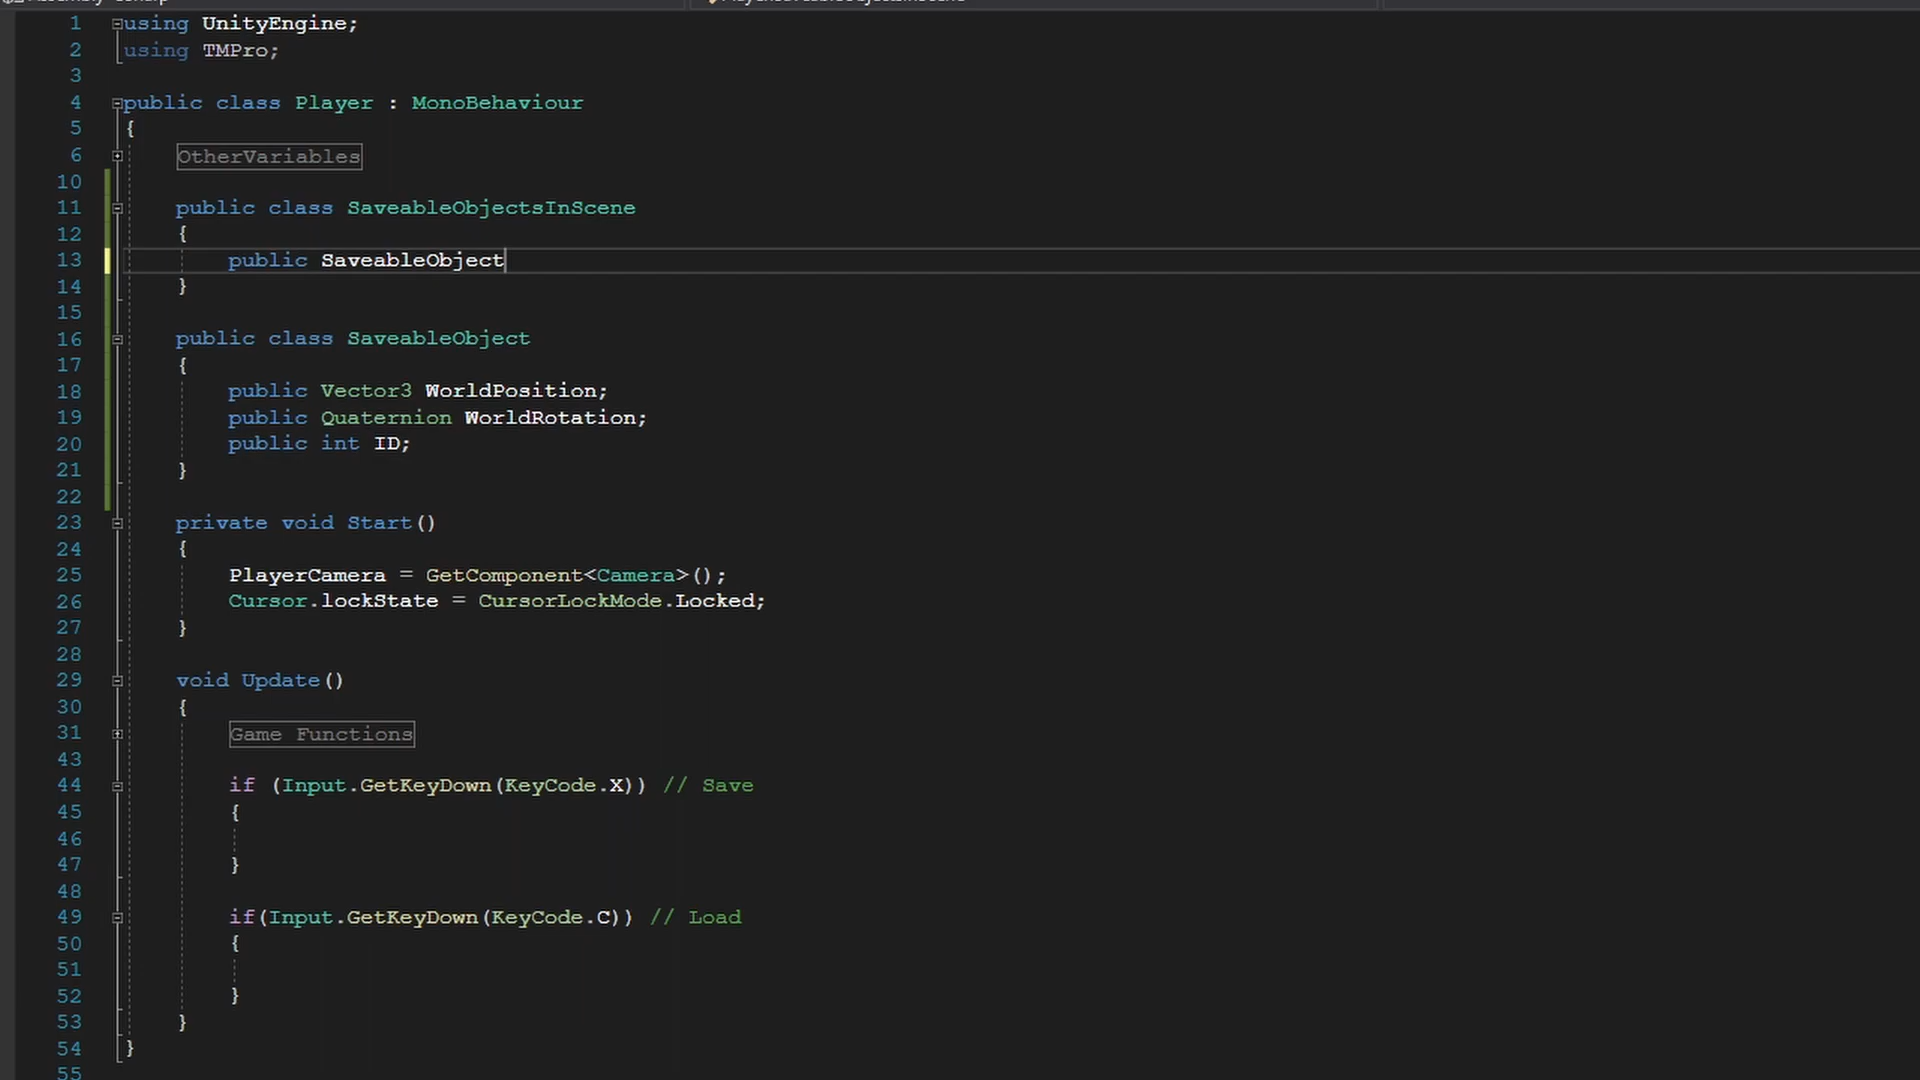 1 using UnityEngine;
2 using TMPro;
3
4 public class Player : MonoBehaviour
5 {
6 OtherVariables
10
11 public class SaveableObjectsInScene
12 {
13 public SaveableObject
14 }
15
16 public class SaveableObject
17 {
18 public Vector3 WorldPosition;
19 public Quaternion WorldRotation;
20 public int ID;
21 }
22
23 private void Start()
24 {
25 PlayerCamera = GetComponent<Camera>();
26 Cursor.lockState = CursorLockMode.Locked;
27 }
28
29 void Update()
30 {
31 Game Functions
43
44 if (Input.GetKeyDown(KeyCode.X)) // Save
45 {
46
47 }
48
49 if(Input.GetKeyDown(KeyCode.C)) // Load
50 {
51
52 }
53 }
54 }
55